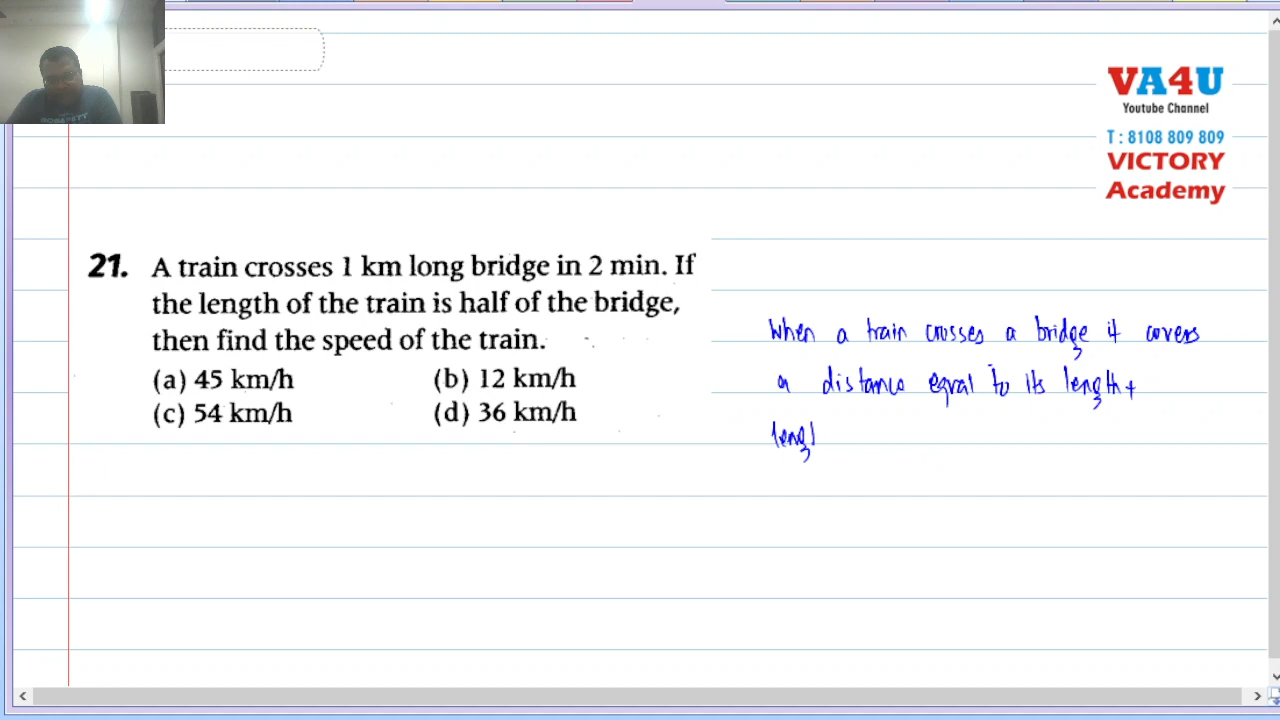 VA4U
Youtube Channel
T : 8108 809 809
VICTORY
Academy
21. A train crosses 1 km long bridge in 2 min. If
the length of the train is half of the bridge,
then find the speed of the train.
(a) 45 km/h (b) 12 km/h
(c) 54 km/h (d) 36 km/h
When a train crosses a bridge it covers
a distance equal to its length +
lengt